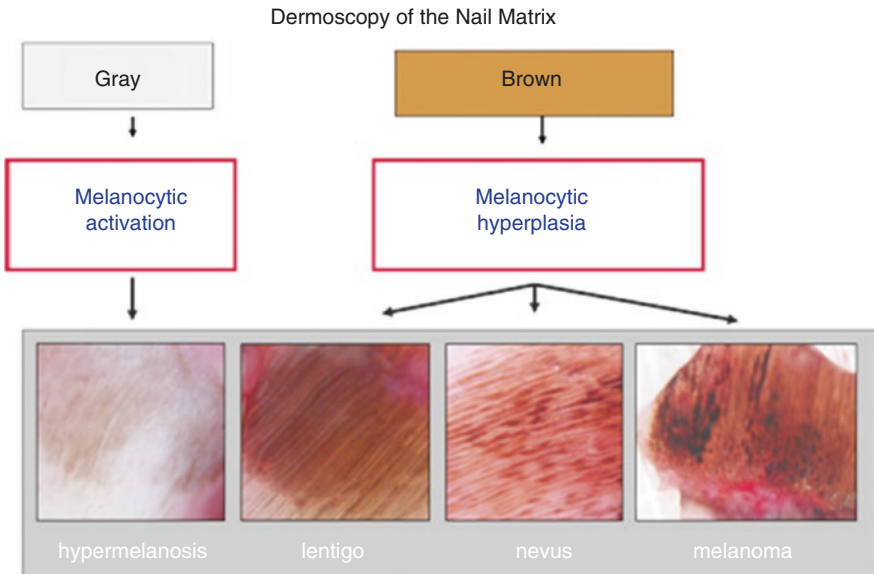 Dermoscopy of the Nail Matrix
Gray
Brown
Melanocytic
activation
Melanocytic
hyperplasia
hypermelanosis
lentigo
nevus
melanoma